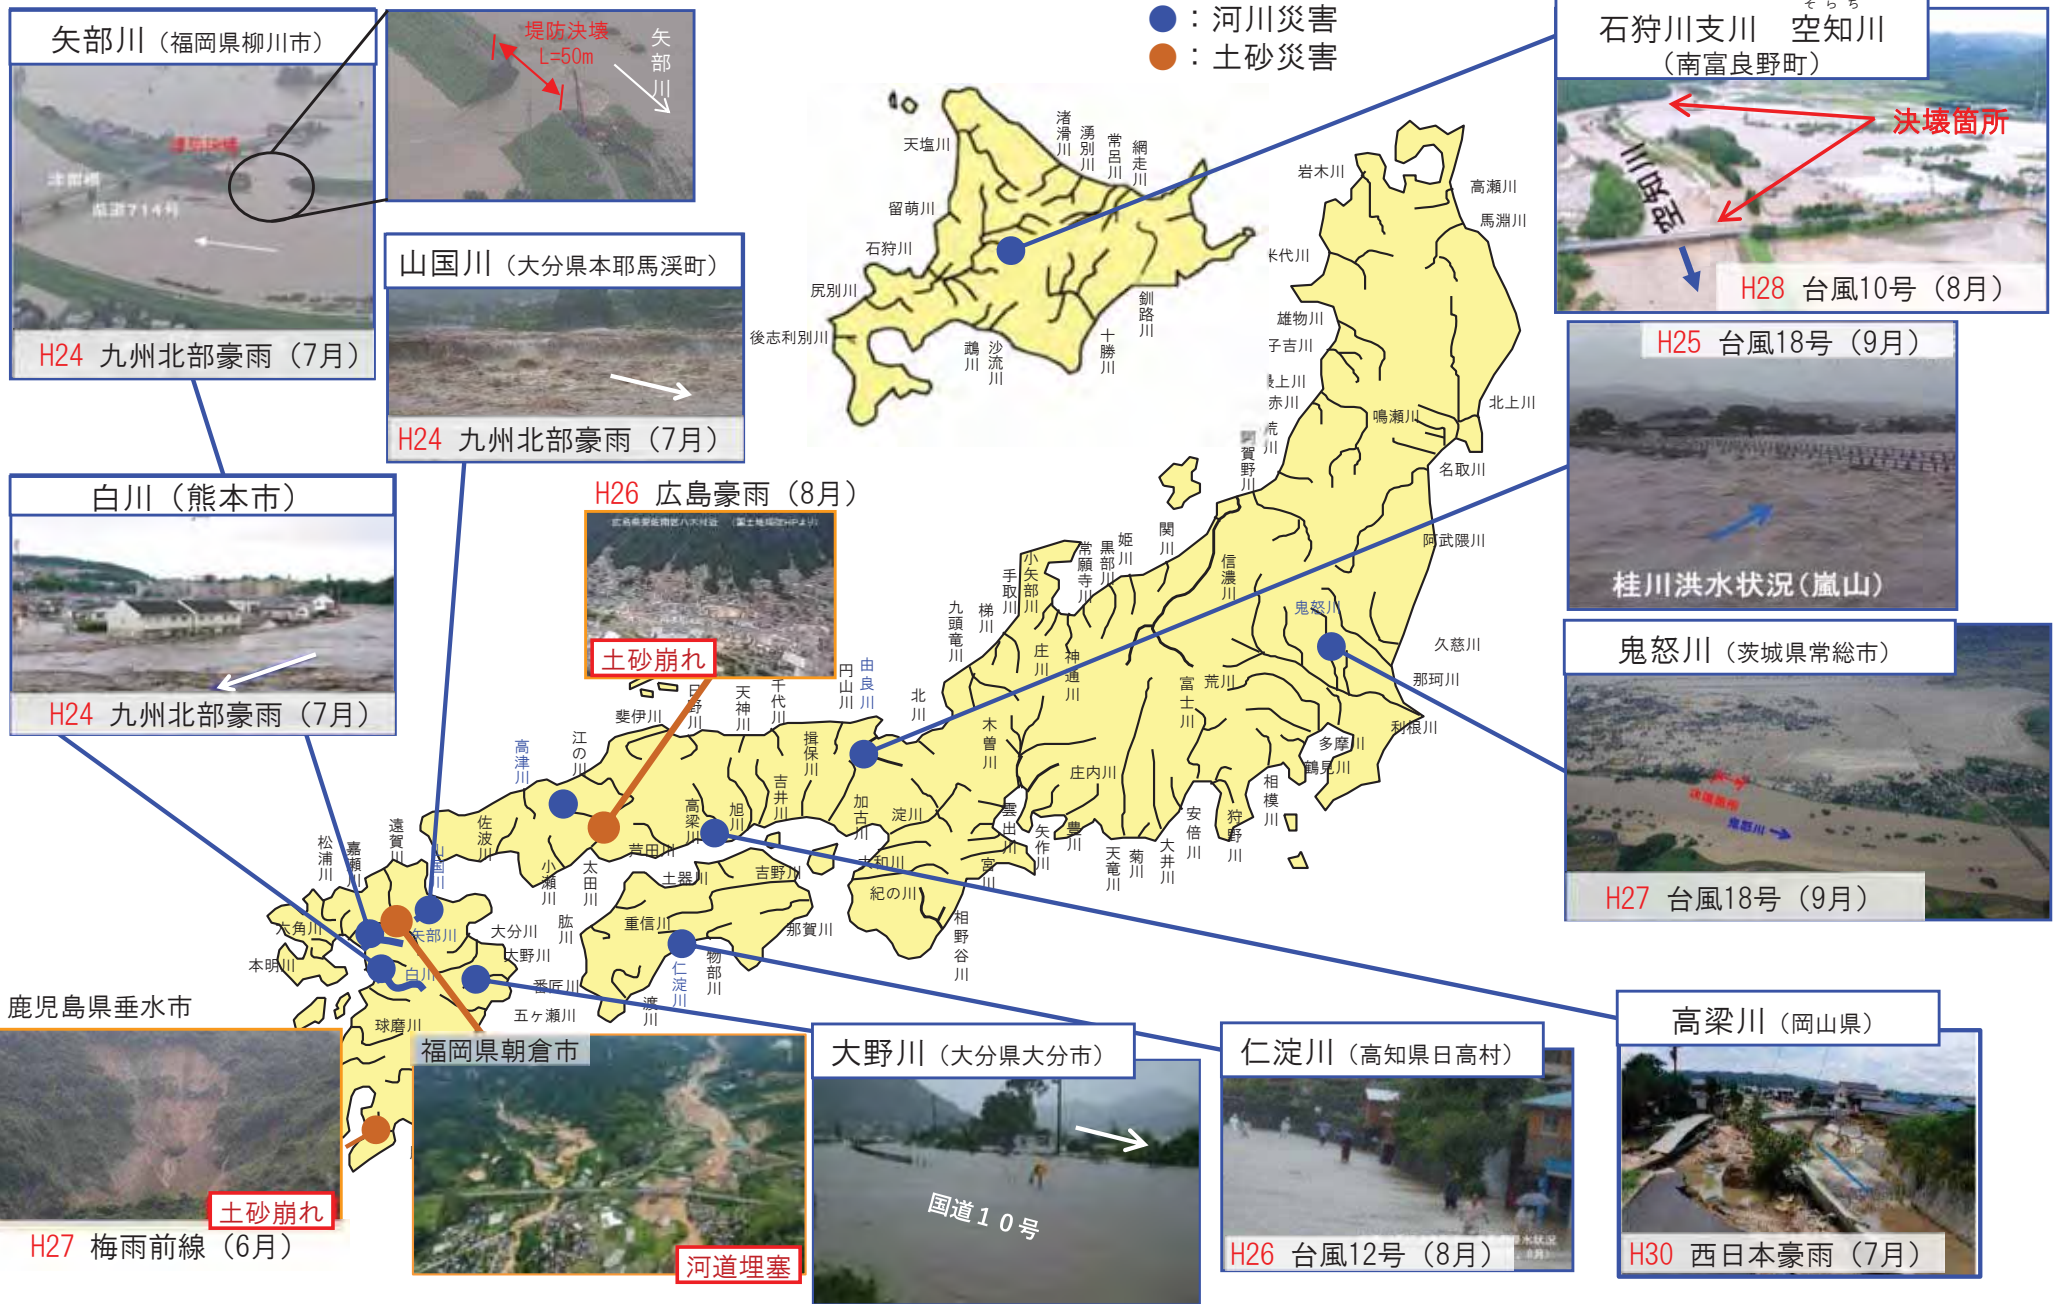 ●：河川災害
●：土砂災害
矢部川（福岡県柳川市）
堤防決壊
県道714号
H24 九州北部豪雨（7月）
堤防決壊
L=50m
矢部川
山国川（大分県本耶馬渓町）
H24 九州北部豪雨（7月）
白川（熊本市）
H24 九州北部豪雨（7月）
H26 広島豪雨（8月）
土砂崩れ
そらち
石狩川支川 空知川
（南富良野町）
決壊箇所
空知川
H28 台風10号（8月）
H25 台風18号（9月）
桂川洪水状況(嵐山)
鬼怒川（茨城県常総市）
決壊箇所
鬼怒川
H27 台風18号（9月）
天塩川
留萌川
石狩川
尻別川
後志利別川
渚滑川
湧別川
常呂川
網走川
釧路川
十勝川
沙流川
鵡川
岩木川
高瀬川
馬淵川
米代川
雄物川
子吉川
最上川
赤川
荒川
阿賀野川
鳴瀬川
北上川
名取川
阿武隈川
信濃川
関川
姫川
黒部川
常願寺川
小矢部川
手取川
梯川
九頭竜川
庄川
神通川
鬼怒川
久慈川
那珂川
利根川
荒川
富士川
多摩川
鶴見川
相模川
狩野川
安倍川
大井川
菊川
天竜川
豊川
矢作川
庄内川
木曽川
雲出川
宮川
北川
由良川
円山川
千代川
天神川
日野川
斐伊川
江の川
高津川
揖保川
吉井川
旭川
高梁川
加古川
淀川
大和川
紀の川
相野谷川
芦田川
太田川
小瀬川
佐波川
土器川
吉野川
重信川
肱川
那賀川
物部川
仁淀川
渡川
遠賀川
山国川
嘉瀬川
松浦川
六角川
本明川
矢部川
白川
大分川
大野川
番匠川
五ヶ瀬川
球磨川
鹿児島県垂水市
土砂崩れ
H27 梅雨前線（6月）
福岡県朝倉市
河道埋塞
大野川（大分県大分市）
国道１０号
仁淀川（高知県日高村）
H26 台風12号（8月）
高梁川（岡山県）
H30 西日本豪雨（7月）